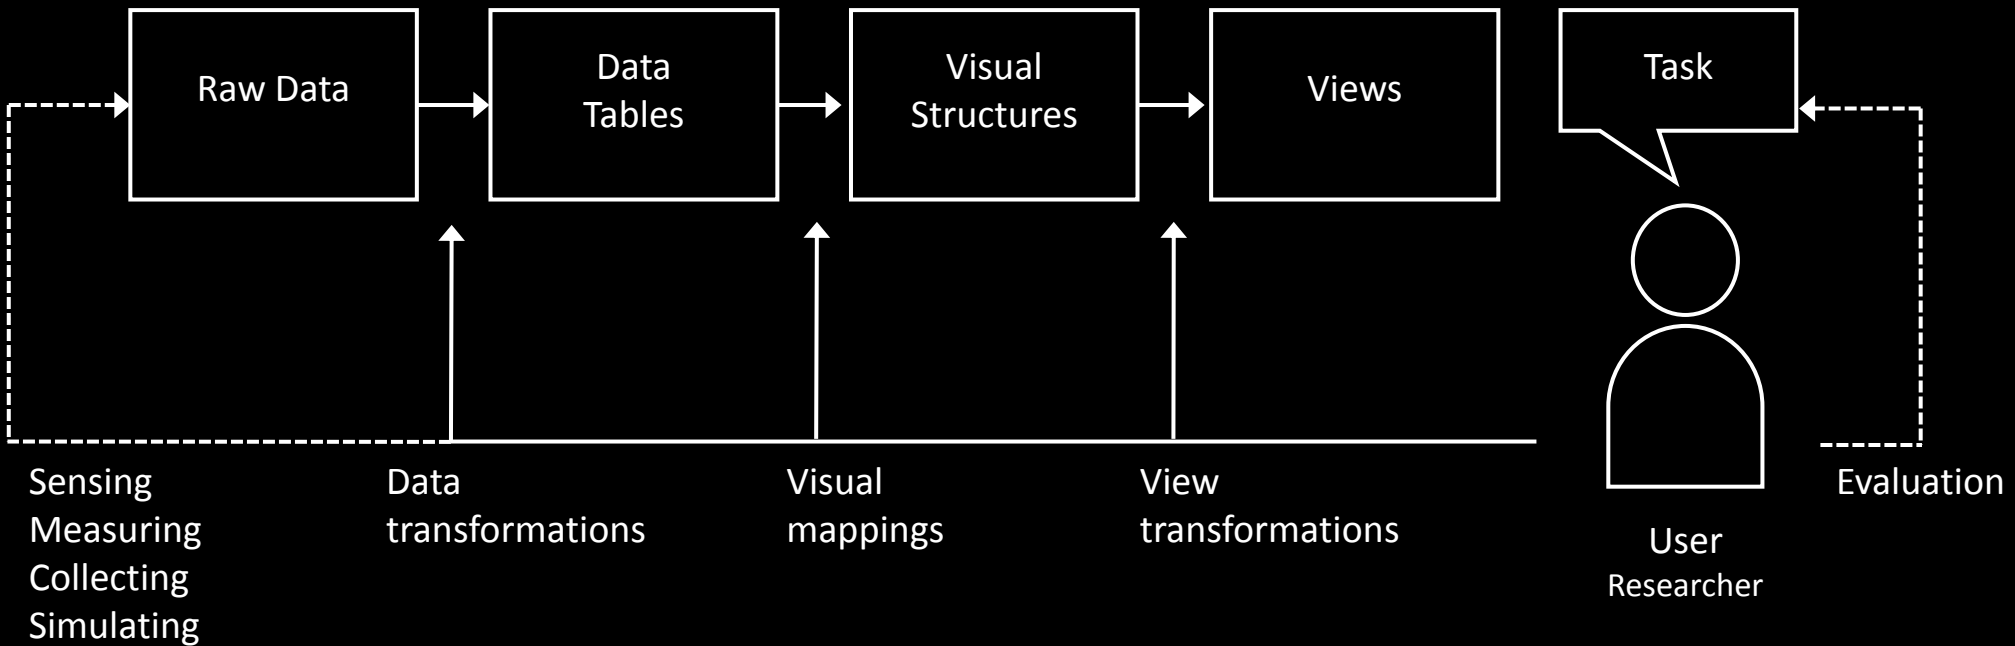 Raw Data
Data
Tables
Visual
Structures
Views
Task
Sensing
Measuring
Collecting
Simulating
Data
transformations
Visual
mappings
View
transformations
User
Researcher
Evaluation